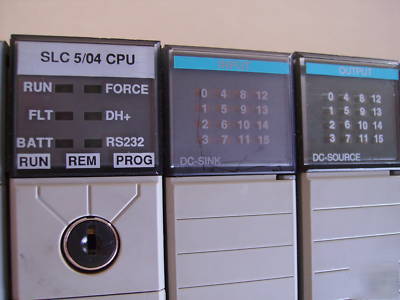 SLC 5/04 CPU
RUN FORCE
FLT DH+
BATT RS232
RUN REM PROG
INPUT
0 4 8 12
1 5 9 13
2 6 10 14
3 7 11 15
DC-SINK
OUTPUT
0 4 8 12
1 5 9 13
2 6 10 14
3 7 11 15
DC-SOURCE